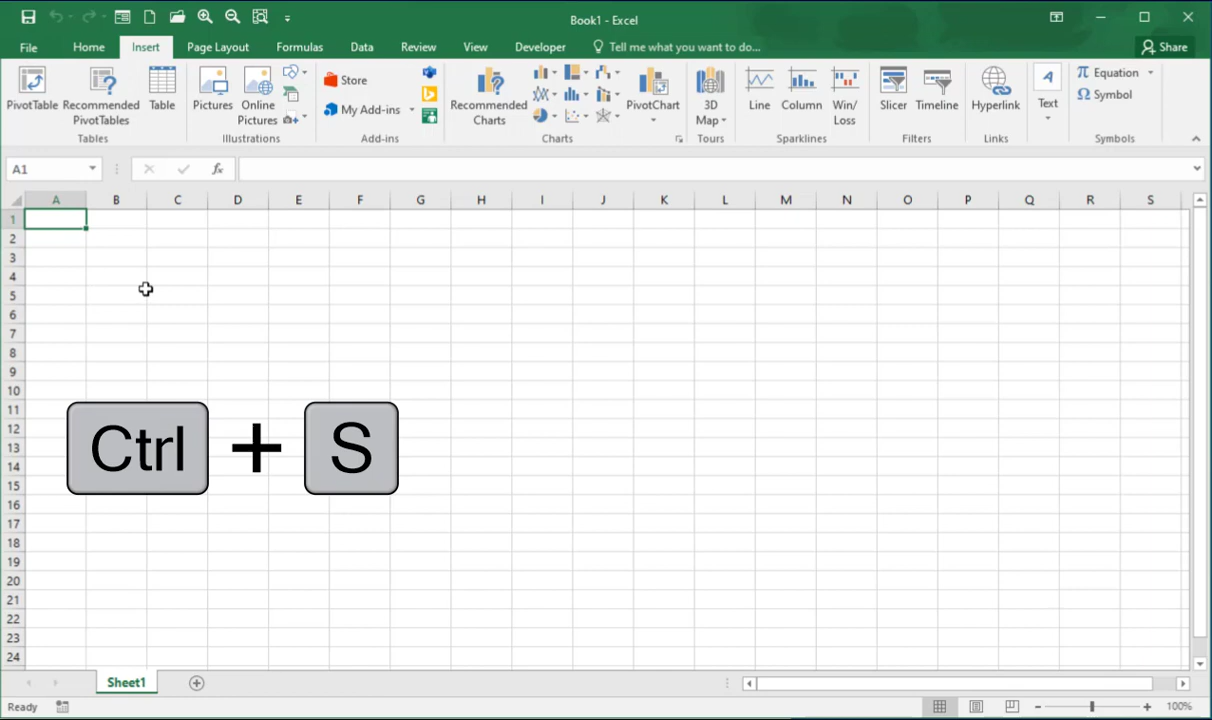 Book1 - Excel
File Home Insert Page Layout Formulas Data Review View Developer Tell me what you want to do... Share
PivotTable Recommended PivotTables Table Pictures Online Pictures Store My Add-ins Recommended Charts PivotChart 3D Map Line Column Win/Loss Slicer Timeline Hyperlink A Text π Equation Ω Symbol
Tables Illustrations Add-ins Charts Tours Sparklines Filters Links Symbols
A1 fx
A B C D E F G H I J K L M N O P Q R S
1
2
3
4
5
6
7
8
9
10
11
12
13
14
15
16
17
18
19
20
21
22
23
24
Ctrl + S
Sheet1
Ready 100%